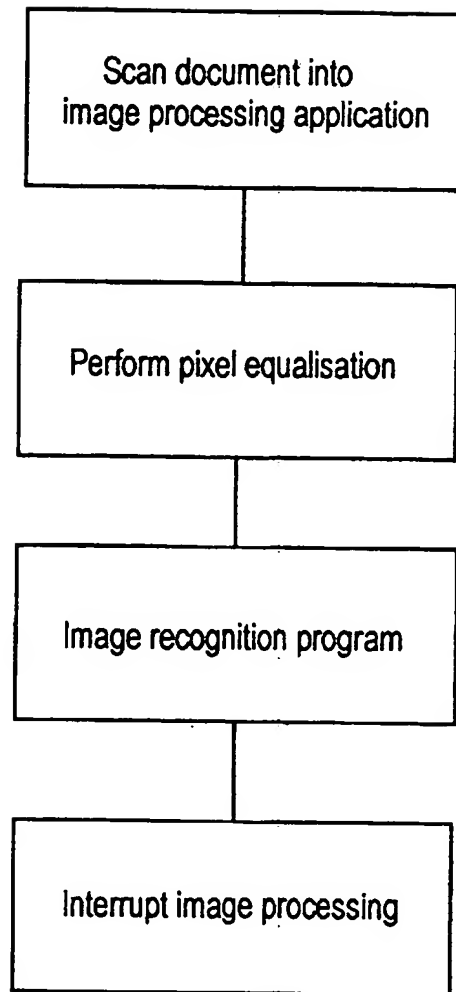 Scan document into
image processing application
Perform pixel equalisation
Image recognition program
Interrupt image processing